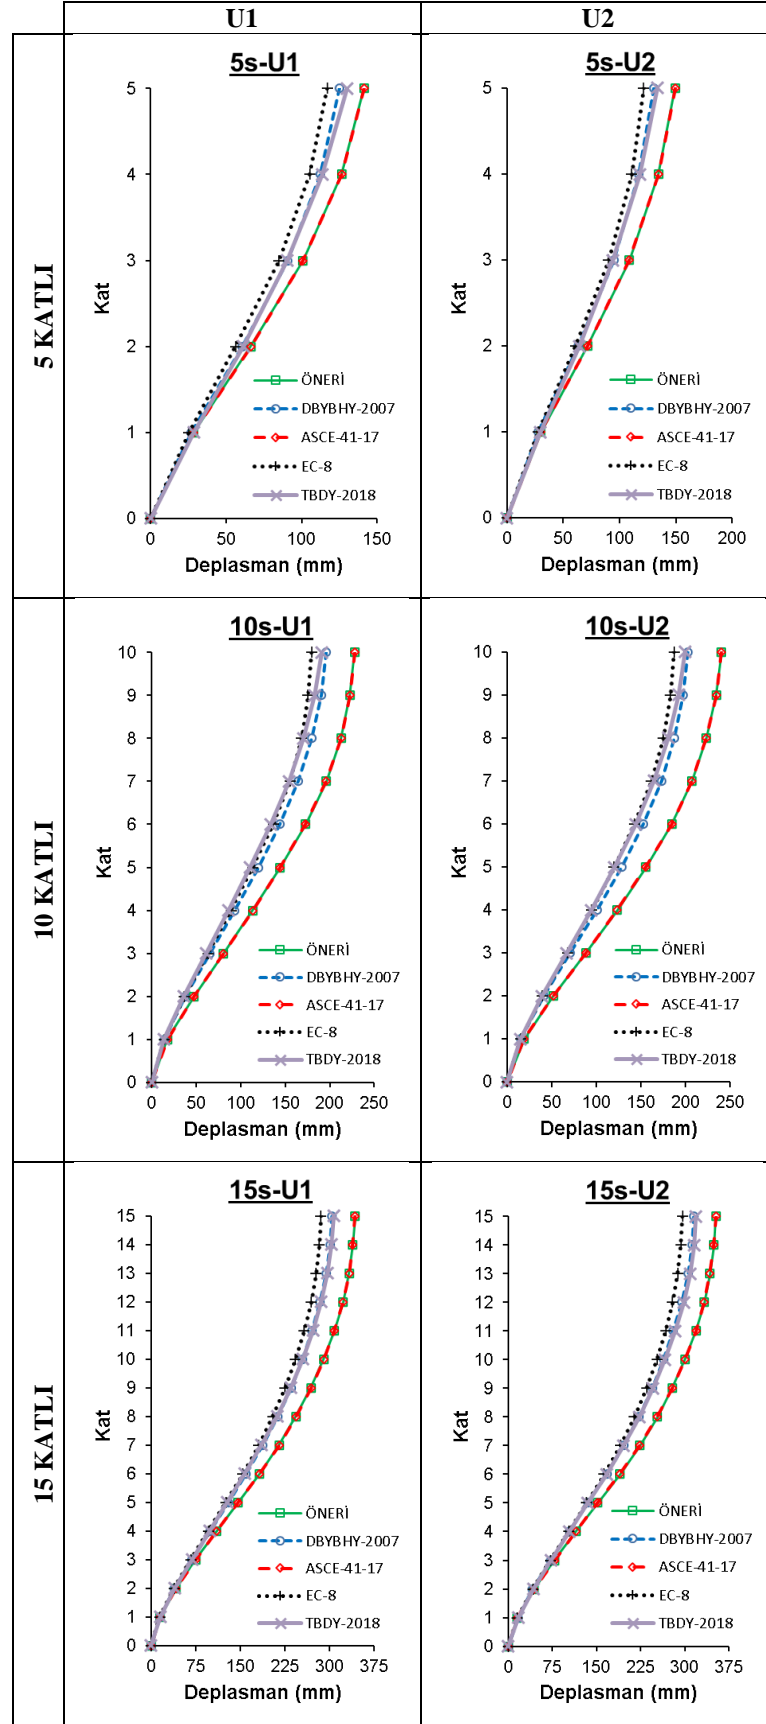 U1
U2
5 KATLI
5s-U1
5
4
3
2
1
0
Kat
ÖNERİ
DBYBHY-2007
ASCE-41-17
EC-8
TBDY-2018
0 50 100 150
Deplasman (mm)
5s-U2
5
4
3
2
1
0
Kat
ÖNERİ
DBYBHY-2007
ASCE-41-17
EC-8
TBDY-2018
0 50 100 150 200
Deplasman (mm)
10 KATLI
10s-U1
10
9
8
7
6
5
4
3
2
1
0
Kat
ÖNERİ
DBYBHY-2007
ASCE-41-17
EC-8
TBDY-2018
0 50 100 150 200 250
Deplasman (mm)
10s-U2
10
9
8
7
6
5
4
3
2
1
0
Kat
ÖNERİ
DBYBHY-2007
ASCE-41-17
EC-8
TBDY-2018
0 50 100 150 200 250
Deplasman (mm)
15 KATLI
15s-U1
15
14
13
12
11
10
9
8
7
6
5
4
3
2
1
0
Kat
ÖNERİ
DBYBHY-2007
ASCE-41-17
EC-8
TBDY-2018
0 75 150 225 300 375
Deplasman (mm)
15s-U2
15
14
13
12
11
10
9
8
7
6
5
4
3
2
1
0
Kat
ÖNERİ
DBYBHY-2007
ASCE-41-17
EC-8
TBDY-2018
0 75 150 225 300 375
Deplasman (mm)